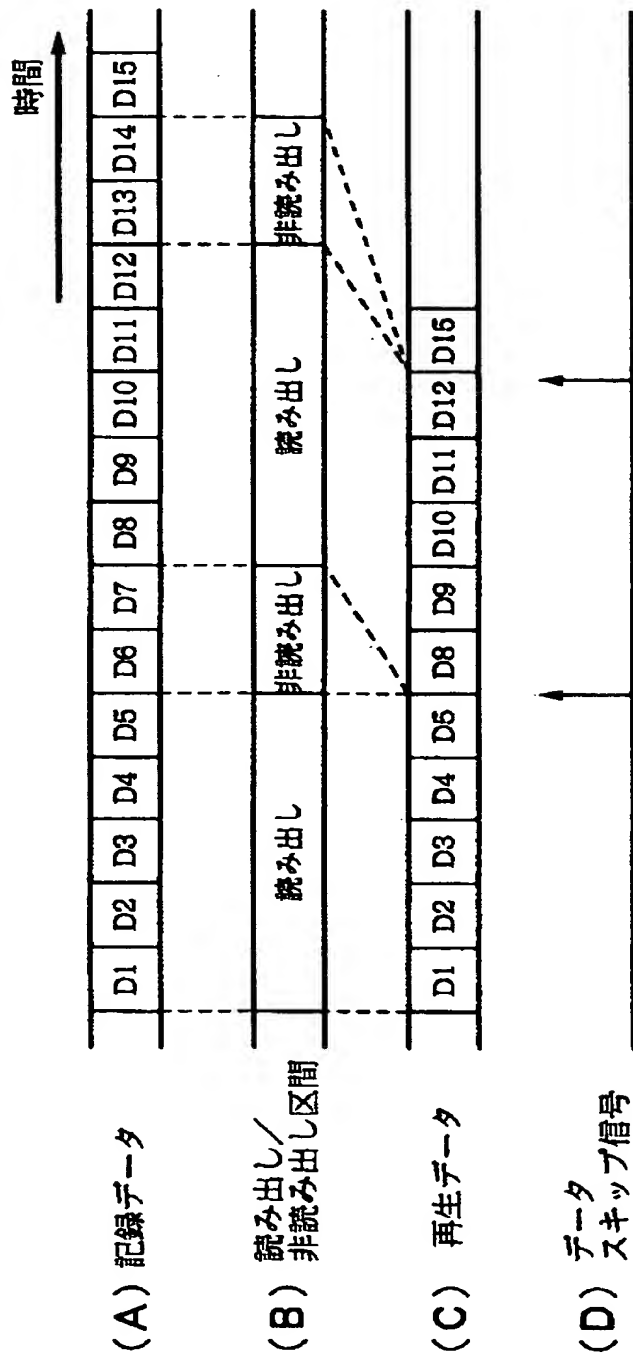 時間
(A) 記録データ
D1 D2 D3 D4 D5 D6 D7 D8 D9 D10 D11 D12 D13 D14 D15
(B) 読み出し/
非読み出し区間
読み出し 非読み出し 読み出し 非読み出し
(C) 再生データ
D1 D2 D3 D4 D5 D8 D9 D10 D11 D12 D15
(D) データ
スキップ信号